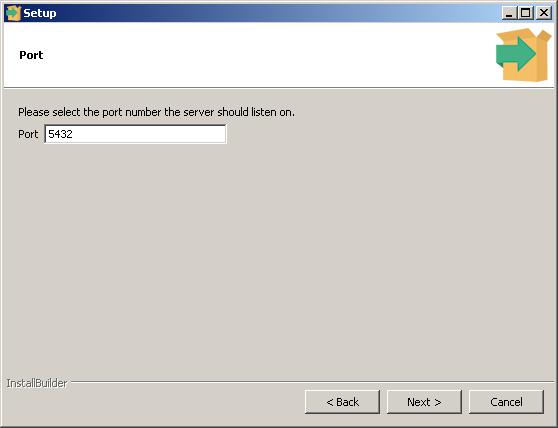 Setup
Port
Please select the port number the server should listen on.
Port 5432
InstallBuilder
< Back Next > Cancel